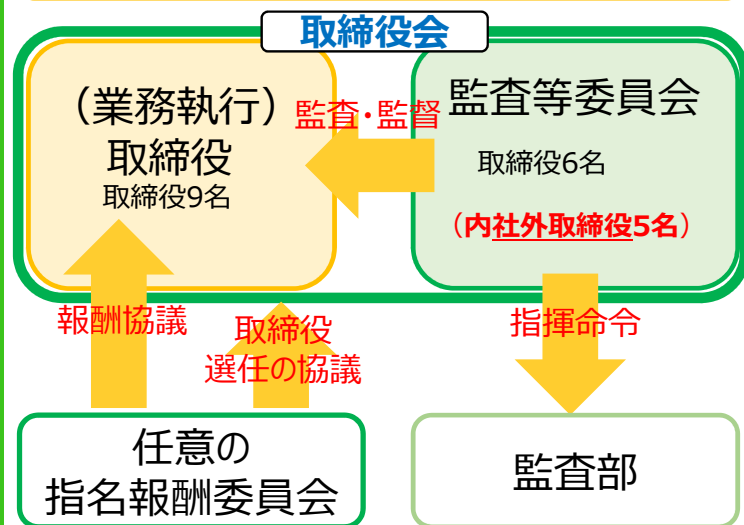 取締役会
（業務執行）
取締役
取締役9名
監査・監督
監査等委員会
取締役6名
（内社外取締役5名）
報酬協議
取締役
選任の協議
指揮命令
任意の
指名報酬委員会
監査部